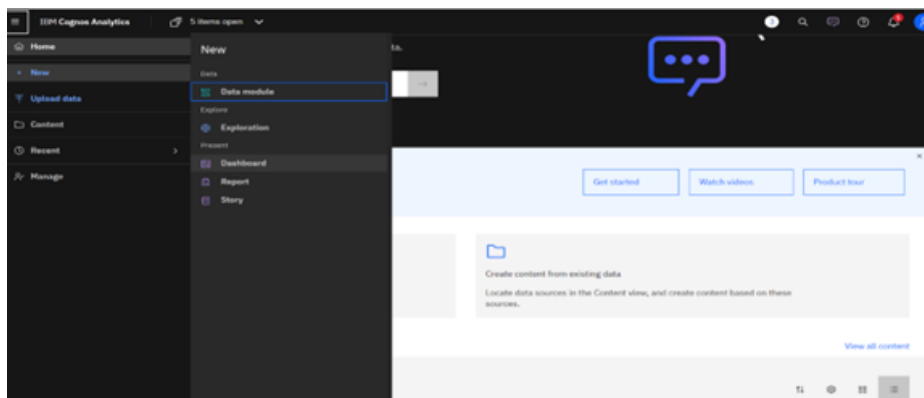 IBM Cognos Analytics
5 items open
Home
New
Upload data
Content
Recent
Manage
New
Data
Data module
Explore
Exploration
Present
Dashboard
Report
Story
ta.
Get started
Watch videos
Product tour
Create content from existing data
Locate data sources in the Content view, and create content based on these
sources.
View all content